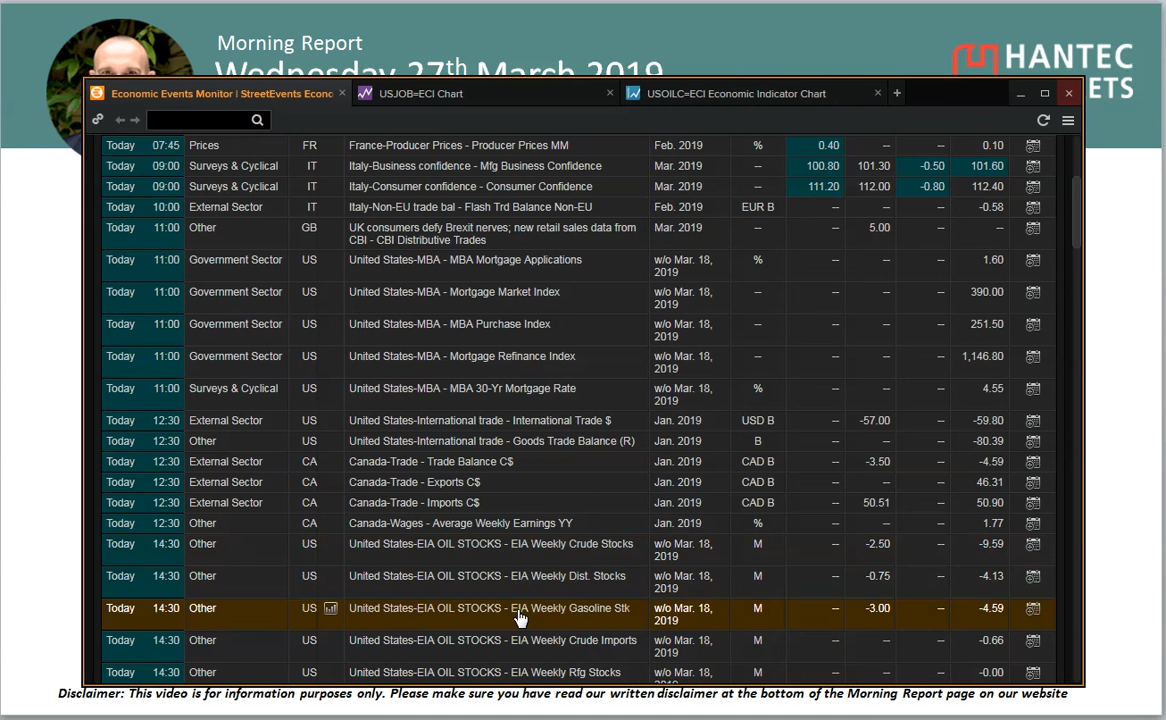 Morning Report
Wednesday 27th March 2019
HANTEC
ETS
Economic Events Monitor | StreetEvents Econo
USJOB=ECI Chart
USOILC=ECI Economic Indicator Chart
Today 07:45 Prices FR France-Producer Prices - Producer Prices MM Feb. 2019 % 0.40 -- -- 0.10
Today 09:00 Surveys & Cyclical IT Italy-Business confidence - Mfg Business Confidence Mar. 2019 -- 100.80 101.30 -0.50 101.60
Today 09:00 Surveys & Cyclical IT Italy-Consumer confidence - Consumer Confidence Mar. 2019 -- 111.20 112.00 -0.80 112.40
Today 10:00 External Sector IT Italy-Non-EU trade bal - Flash Trd Balance Non-EU Feb. 2019 EUR B -- -- -- -0.58
Today 11:00 Other GB UK consumers defy Brexit nerves; new retail sales data from Mar. 2019 -- 5.00 -- --
CBI - CBI Distributive Trades
Today 11:00 Government Sector US United States-MBA - MBA Mortgage Applications w/o Mar. 18, % -- -- -- 1.60
2019
Today 11:00 Government Sector US United States-MBA - Mortgage Market Index w/o Mar. 18, -- -- -- -- 390.00
2019
Today 11:00 Government Sector US United States-MBA - MBA Purchase Index w/o Mar. 18, -- -- -- -- 251.50
2019
Today 11:00 Government Sector US United States-MBA - Mortgage Refinance Index w/o Mar. 18, -- -- -- -- 1,146.80
2019
Today 11:00 Surveys & Cyclical US United States-MBA - MBA 30-Yr Mortgage Rate w/o Mar. 18, % -- -- -- 4.55
2019
Today 12:30 External Sector US United States-International trade - International Trade $ Jan. 2019 USD B -- -57.00 -- -59.80
Today 12:30 Other US United States-International trade - Goods Trade Balance (R) Jan. 2019 B -- -- -- -80.39
Today 12:30 External Sector CA Canada-Trade - Trade Balance C$ Jan. 2019 CAD B -- -3.50 -- -4.59
Today 12:30 External Sector CA Canada-Trade - Exports C$ Jan. 2019 CAD B -- -- -- 46.31
Today 12:30 External Sector CA Canada-Trade - Imports C$ Jan. 2019 CAD B -- 50.51 -- 50.90
Today 12:30 Other CA Canada-Wages - Average Weekly Earnings YY Jan. 2019 % -- -- -- 1.77
Today 14:30 Other US United States-EIA OIL STOCKS - EIA Weekly Crude Stocks w/o Mar. 18, M -- -2.50 -- -9.59
2019
Today 14:30 Other US United States-EIA OIL STOCKS - EIA Weekly Dist. Stocks w/o Mar. 18, M -- -0.75 -- -4.13
2019
Today 14:30 Other US United States-EIA OIL STOCKS - EIA Weekly Gasoline Stk w/o Mar. 18, M -- -3.00 -- -4.59
2019
Today 14:30 Other US United States-EIA OIL STOCKS - EIA Weekly Crude Imports w/o Mar. 18, M -- -- -- -0.66
2019
Today 14:30 Other US United States-EIA OIL STOCKS - EIA Weekly Rfg Stocks w/o Mar. 18, M -- -- -- -0.00
Disclaimer: This video is for information purposes only. Please make sure you have read our written disclaimer at the bottom of the Morning Report page on our website